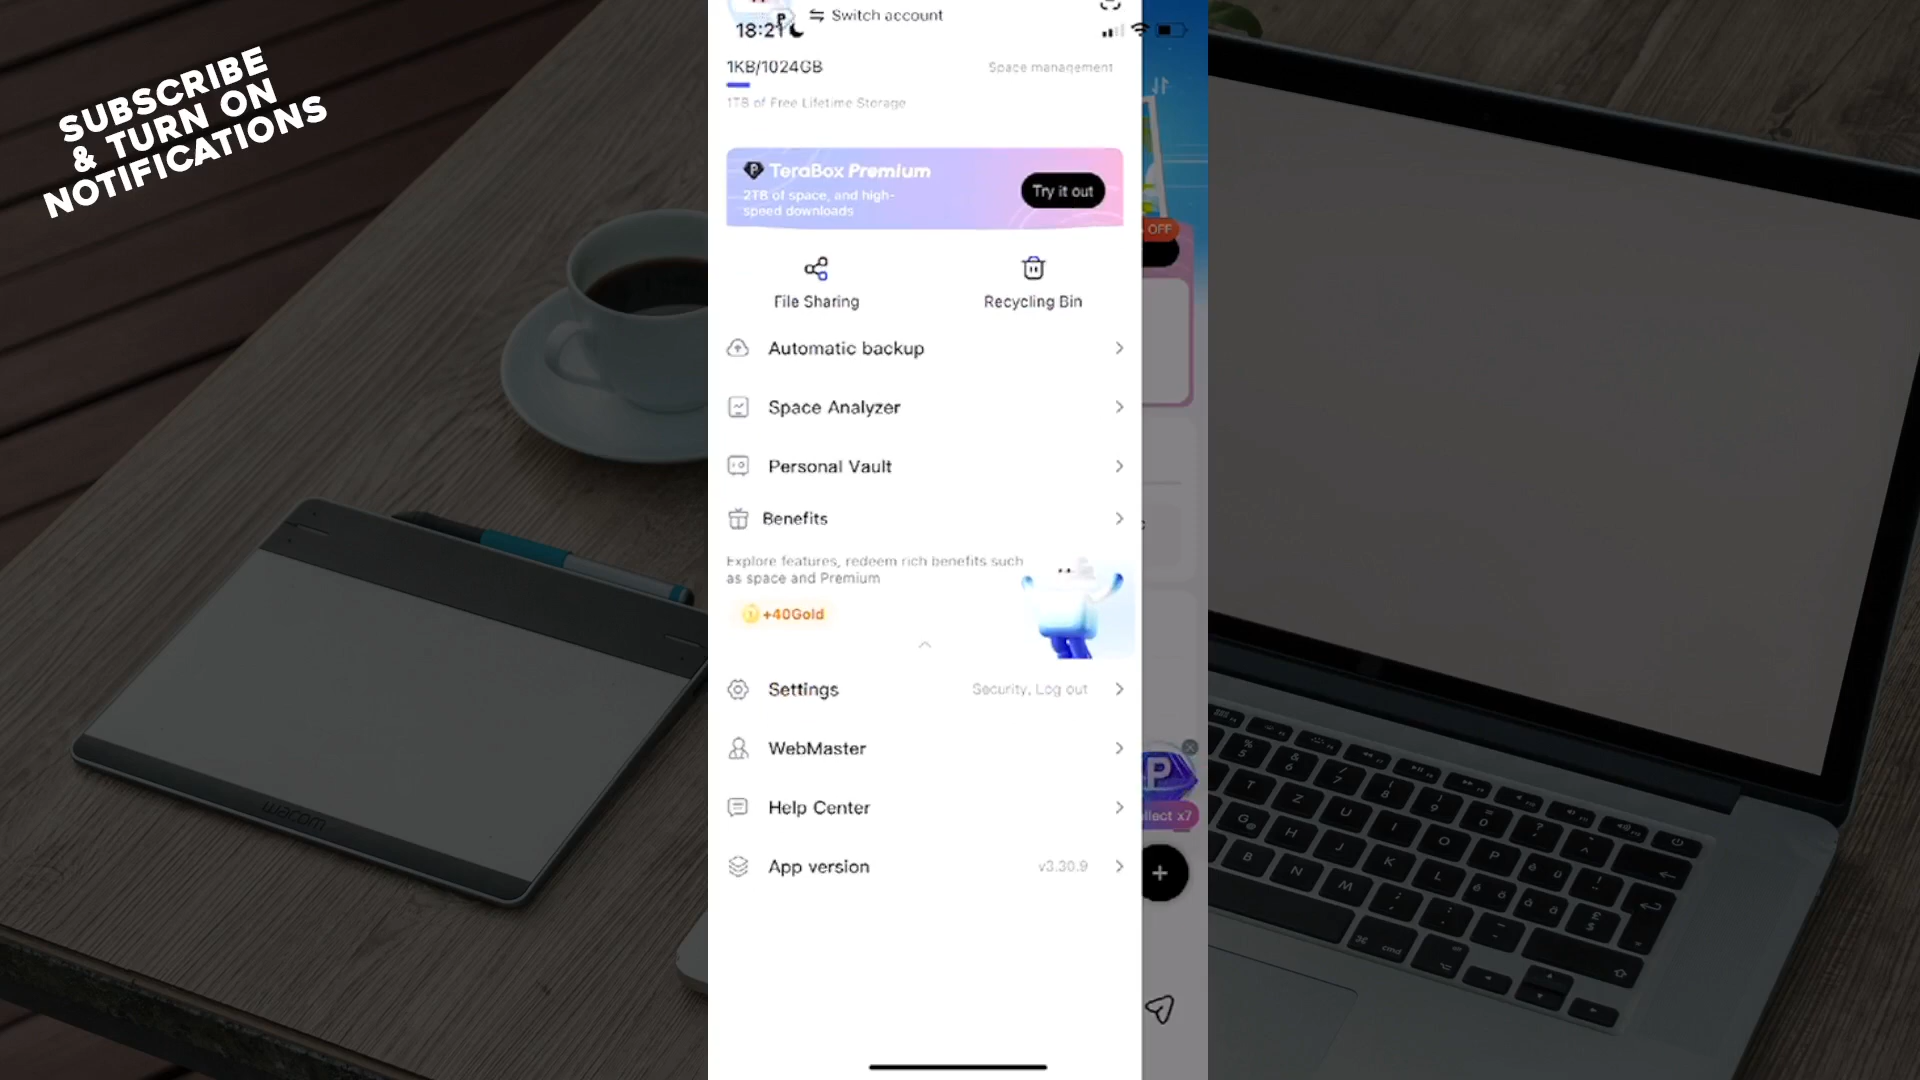 SUBSCRIBE
& TURN ON
NOTIFICATIONS
Switch account
18:21
1KB/1024GB
Space management
1TB of Free Lifetime Storage
TeraBox Premium
2TB of space, and high-
speed downloads
Try it out
OFF
File Sharing
Recycling Bin
Automatic backup
Space Analyzer
Personal Vault
Benefits
Explore features, redeem rich benefits such
as space and Premium
+40Gold
Settings
Security, Log out
WebMaster
llect x7
Help Center
App version
v3.30.9
wacom